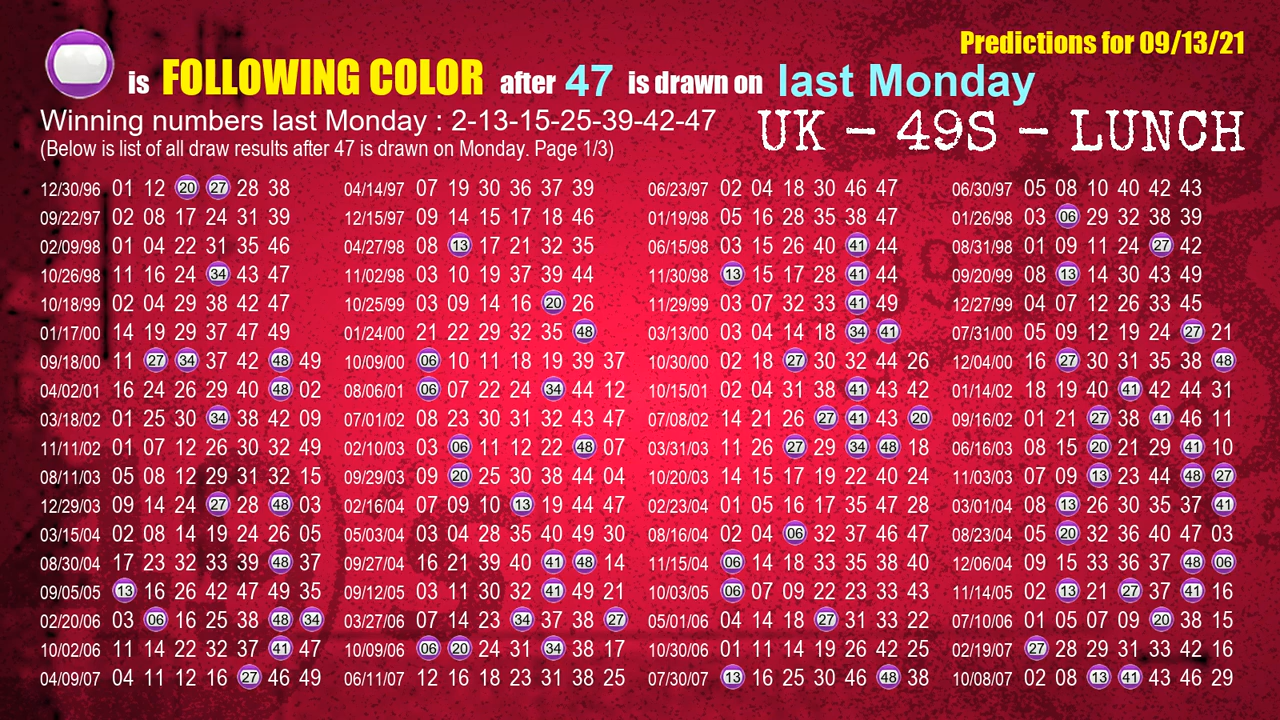 Predictions for 09/13/21
is FOLLOWING COLOR after 47 is drawn on last Monday
Winning numbers last Monday : 2-13-15-25-39-42-47
UK - 49S - LUNCH
(Below is list of all draw results after 47 is drawn on Monday. Page 1/3)
12/30/96 01 12 20 27 28 38 04/14/97 07 19 30 36 37 39 06/23/97 02 04 18 30 46 47 06/30/97 05 08 10 40 42 43
09/22/97 02 08 17 24 31 39 12/15/97 09 14 15 17 18 46 01/19/98 05 16 28 35 38 47 01/26/98 03 06 29 32 38 39
02/09/98 01 04 22 31 35 46 04/27/98 08 13 17 21 32 35 06/15/98 03 15 26 40 41 44 08/31/98 01 09 11 24 27 42
10/26/98 11 16 24 34 43 47 11/02/98 03 10 19 37 39 44 11/30/98 13 15 17 28 41 44 09/20/99 08 13 14 30 43 49
10/18/99 02 04 29 38 42 47 10/25/99 03 09 14 16 20 26 11/29/99 03 07 32 33 41 49 12/27/99 04 07 12 26 33 45
01/17/00 14 19 29 37 47 49 01/24/00 21 22 29 32 35 48 03/13/00 03 04 14 18 34 41 07/31/00 05 09 12 19 24 27 21
09/18/00 11 27 34 37 42 48 49 10/09/00 06 10 11 18 19 39 37 10/30/00 02 18 27 30 32 44 26 12/04/00 16 27 30 31 35 38 48
04/02/01 16 24 26 29 40 48 02 08/06/01 06 07 22 24 34 44 12 10/15/01 02 04 31 38 41 43 42 01/14/02 18 19 40 41 42 44 31
03/18/02 01 25 30 34 38 42 09 07/01/02 08 23 30 31 32 43 47 07/08/02 14 21 26 27 41 43 20 09/16/02 01 21 27 38 41 46 11
11/11/02 01 07 12 26 30 32 49 02/10/03 03 06 11 12 22 48 07 03/31/03 11 26 27 29 34 48 18 06/16/03 08 15 20 21 29 41 10
08/11/03 05 08 12 29 31 32 15 09/29/03 09 20 25 30 38 44 04 10/20/03 14 15 17 19 22 40 24 11/03/03 07 09 13 23 44 48 27
12/29/03 09 14 24 27 28 48 03 02/16/04 07 09 10 13 19 44 47 02/23/04 01 05 16 17 35 47 28 03/01/04 08 13 26 30 35 37 41
03/15/04 02 08 14 19 24 26 05 05/03/04 03 04 28 35 40 49 30 08/16/04 02 04 06 32 37 46 47 08/23/04 05 20 32 36 40 47 03
08/30/04 17 23 32 33 39 48 37 09/27/04 16 21 39 40 41 48 14 11/15/04 06 14 18 33 35 38 40 12/06/04 09 15 33 36 37 48 06
09/05/05 13 16 26 42 47 49 35 09/12/05 03 11 30 32 41 49 21 10/03/05 06 07 09 22 23 33 43 11/14/05 02 13 21 27 37 41 16
02/20/06 03 06 16 25 38 48 34 03/27/06 07 14 23 34 37 38 27 05/01/06 04 14 18 27 31 33 22 07/10/06 01 05 07 09 20 38 15
10/02/06 11 14 22 32 37 41 47 10/09/06 06 20 24 31 34 38 17 10/30/06 01 11 14 19 26 42 25 02/19/07 27 28 29 31 33 42 16
04/09/07 04 11 12 16 27 46 49 06/11/07 12 16 18 23 31 38 25 07/30/07 13 16 25 30 46 48 38 10/08/07 02 08 13 41 43 46 29